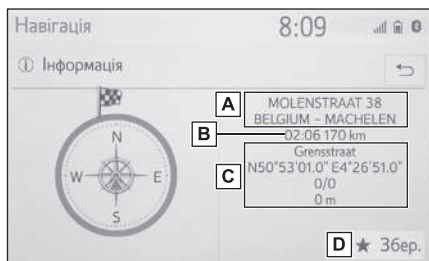 Навігація
8:09
Інформація
A
MOLENSTRAAT 38
BELGIUM – MACHELEN
B
02:06 170 km
Grensstraat
N50°53'01.0" E4°26'51.0"
C
0/0
0 m
N
W
E
S
D
★ Збер.